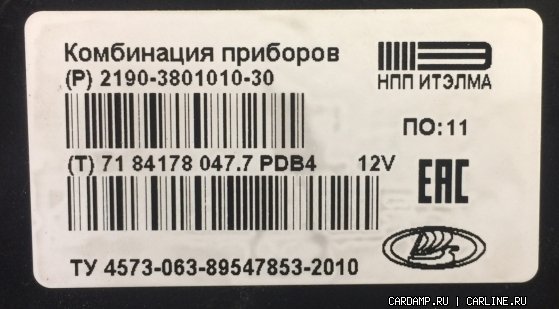 Комбинация приборов
(P) 2190-3801010-30
НПП ИТЭЛМА
ПО:11
(T) 71 84178 047.7 PDB4 12V
EAC
ТУ 4573-063-89547853-2010
CARDAMP.RU | CARLINE.RU